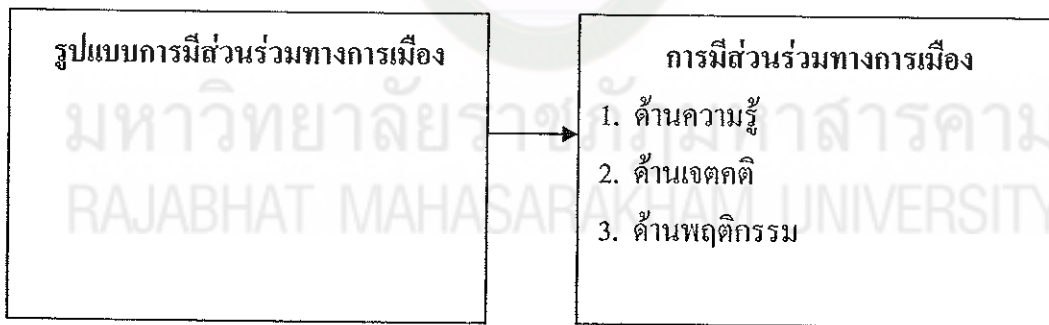 รูปแบบการมีส่วนร่วมทางการเมือง
การมีส่วนร่วมทางการเมือง
1. ด้านความรู้
2. ด้านเจตคติ
3. ด้านพฤติกรรม
มหาวิทยาลัยราชภัฏมหาสารคาม
RAJABHAT MAHASARAKHAM UNIVERSITY